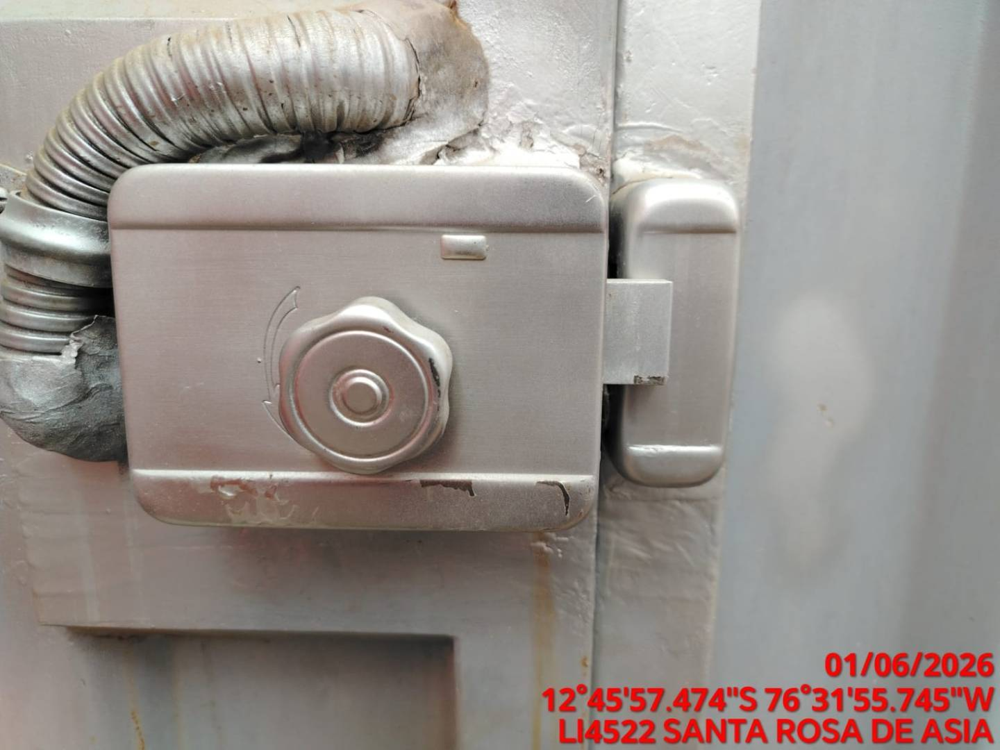 01/06/2026
12°45'57.474"S 76°31'55.745"W
LI4522 SANTA ROSA DE ASIA